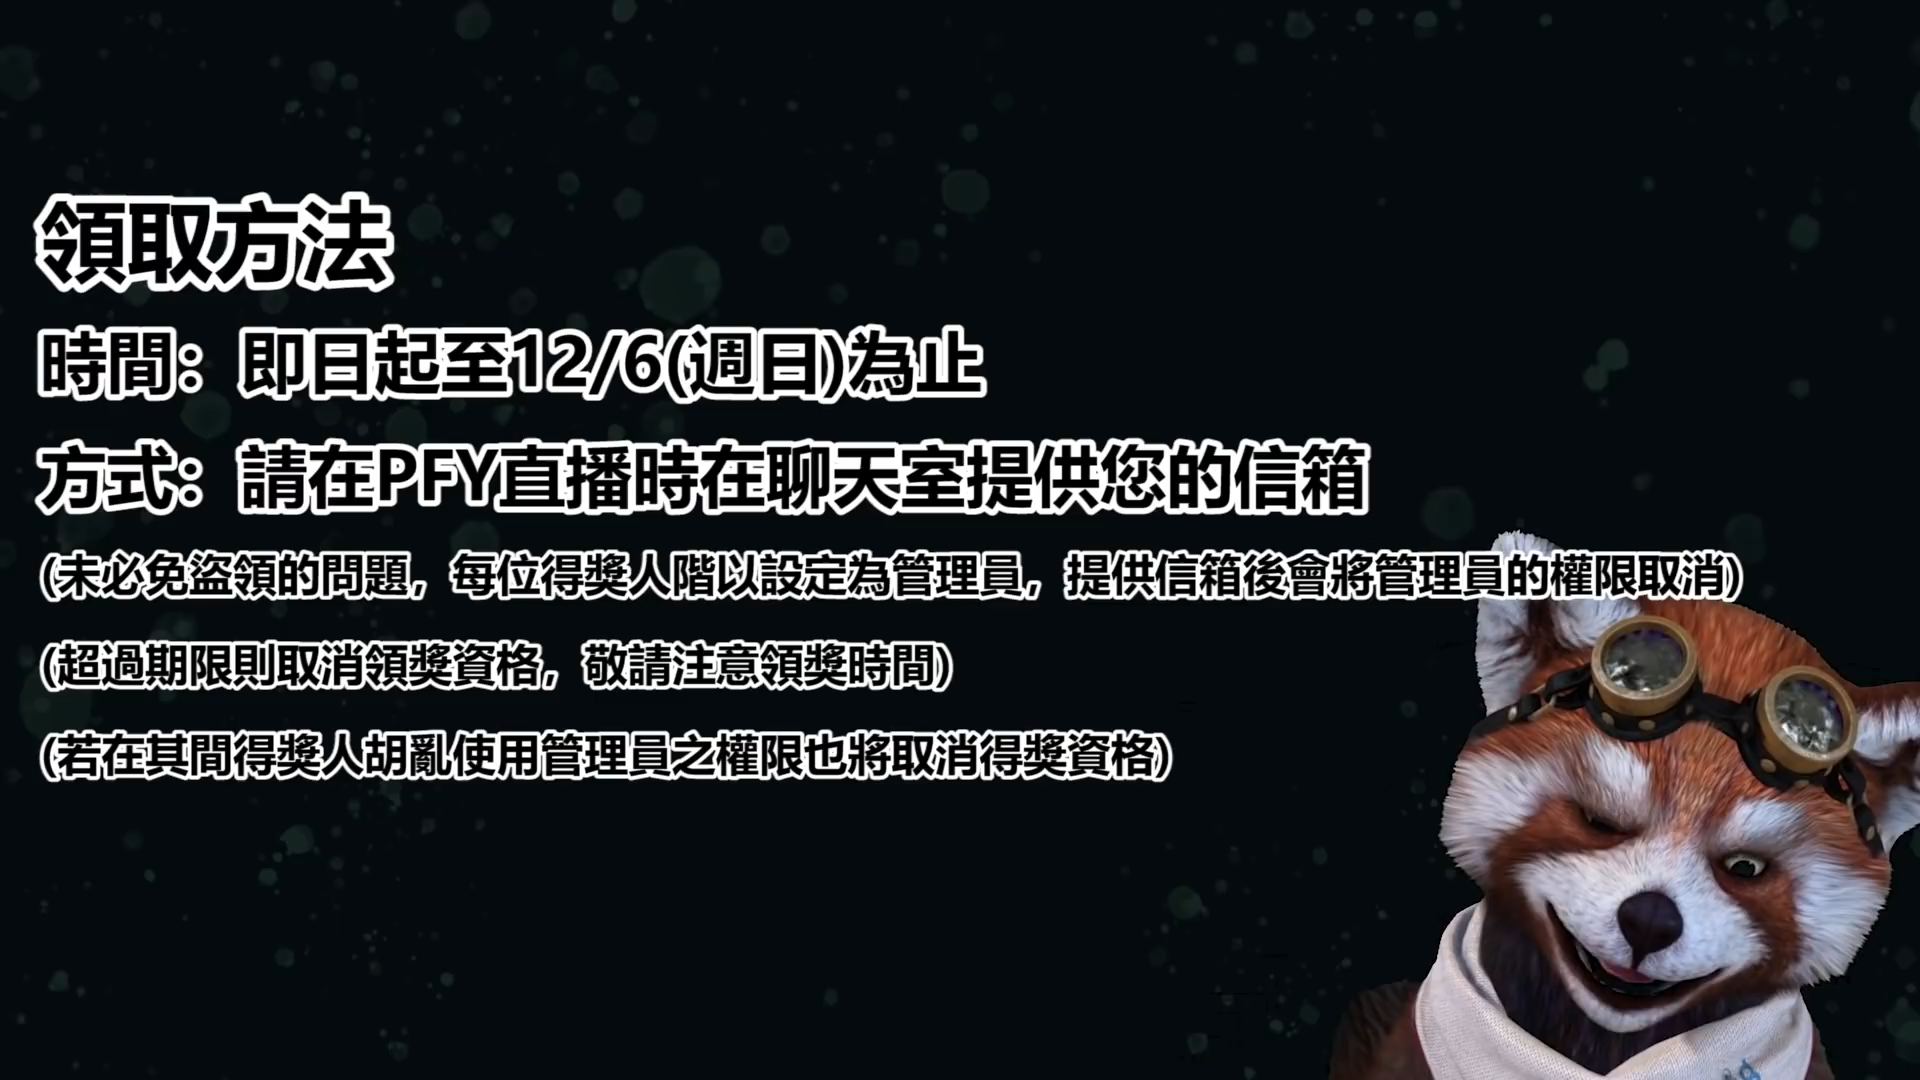 領取方法
時間：即日起至12/6(週日)為止
方式：請在PFY直播時在聊天室提供您的信箱
(未必免盜領的問題，每位得獎人階以設定為管理員，提供信箱後會將管理員的權限取消)
(超過期限則取消領獎資格，敬請注意領獎時間)
(若在其間得獎人胡亂使用管理員之權限也將取消得獎資格)